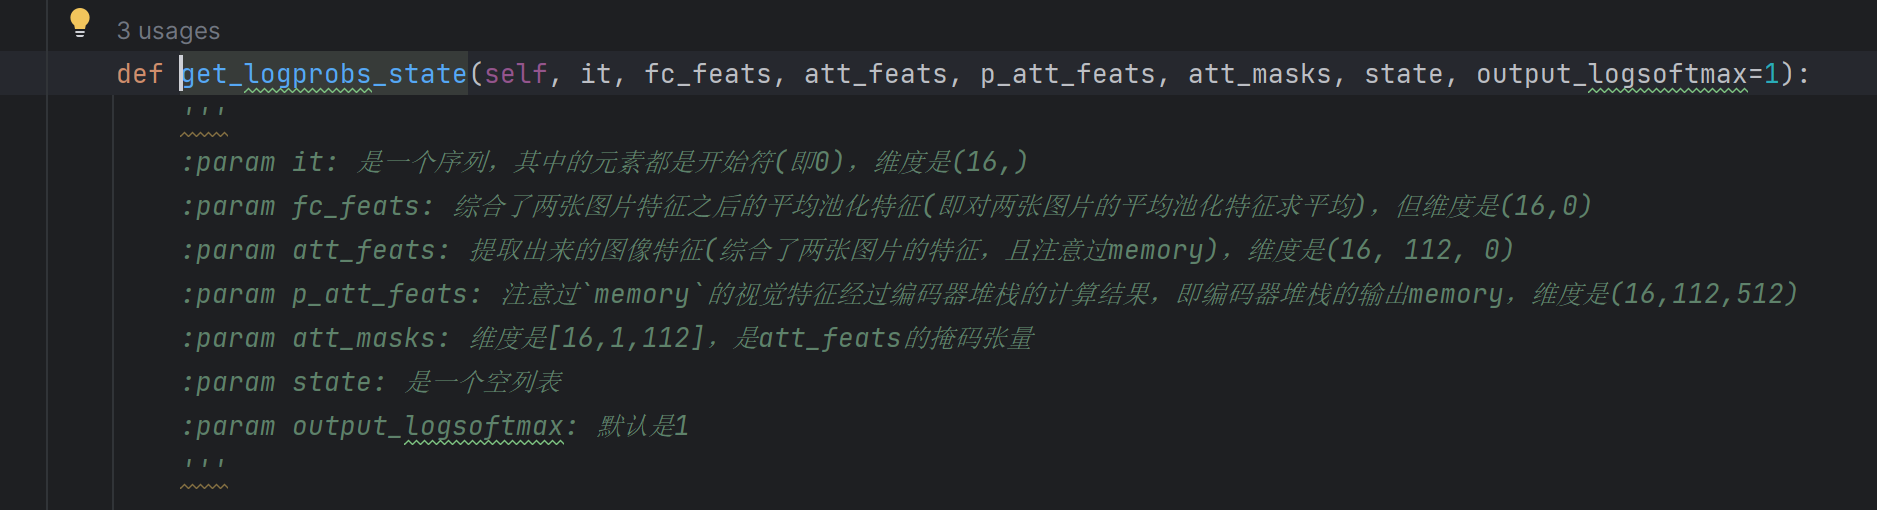 3 usages
def get_logprobs_state(self, it, fc_feats, att_feats, p_att_feats, att_masks, state, output_logsoftmax=1):
'''
:param it: 是一个序列，其中的元素都是开始符(即0)，维度是(16,)
:param fc_feats: 综合了两张图片特征之后的平均池化特征(即对两张图片的平均池化特征求平均)，但维度是(16,0)
:param att_feats: 提取出来的图像特征(综合了两张图片的特征，且注意过memory)，维度是(16, 112, 0)
:param p_att_feats: 注意过`memory`的视觉特征经过编码器堆栈的计算结果，即编码器堆栈的输出memory，维度是(16,112,512)
:param att_masks: 维度是[16,1,112]，是att_feats的掩码张量
:param state: 是一个空列表
:param output_logsoftmax: 默认是1
'''